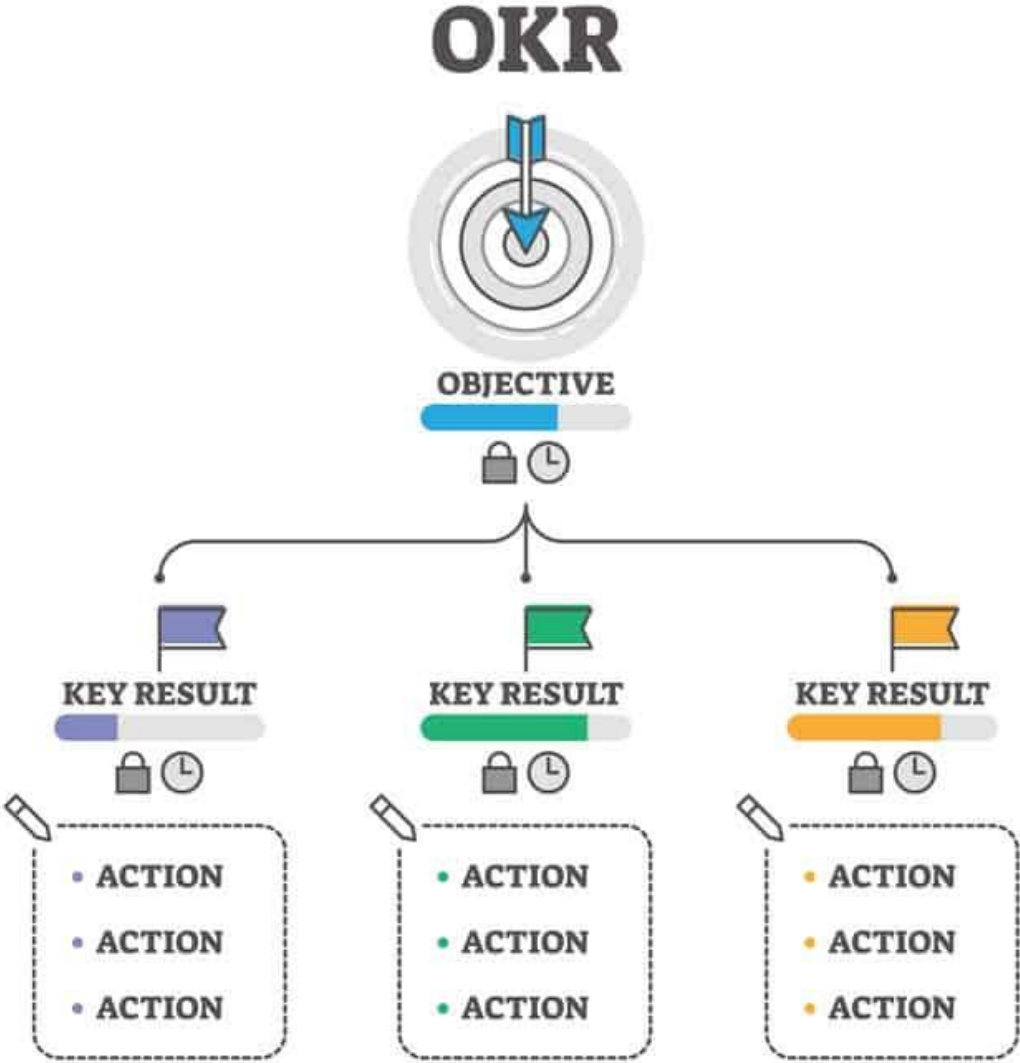 OKR
OBJECTIVE
KEY RESULT
KEY RESULT
KEY RESULT
ACTION
ACTION
ACTION
ACTION
ACTION
ACTION
ACTION
ACTION
ACTION